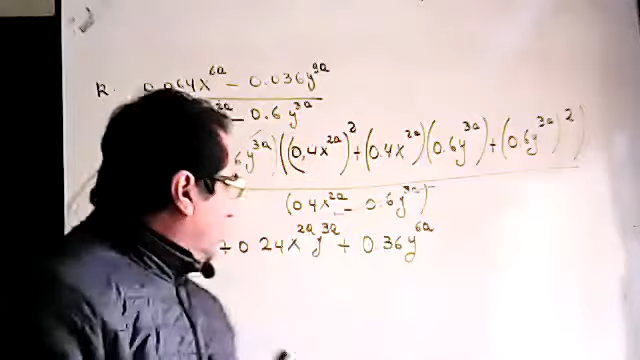 R. 0.064x^6a − 0.036y^9a
− 0.6y^3a
6y^3a)((0,4x^2a)^2+(0.4x^2a)(0.6y^3a)+(0.6y^3a)^2)
(0.4x^2a − 0.6y^3a)
+ 0.24x^2a y^3a + 0.36y^6a